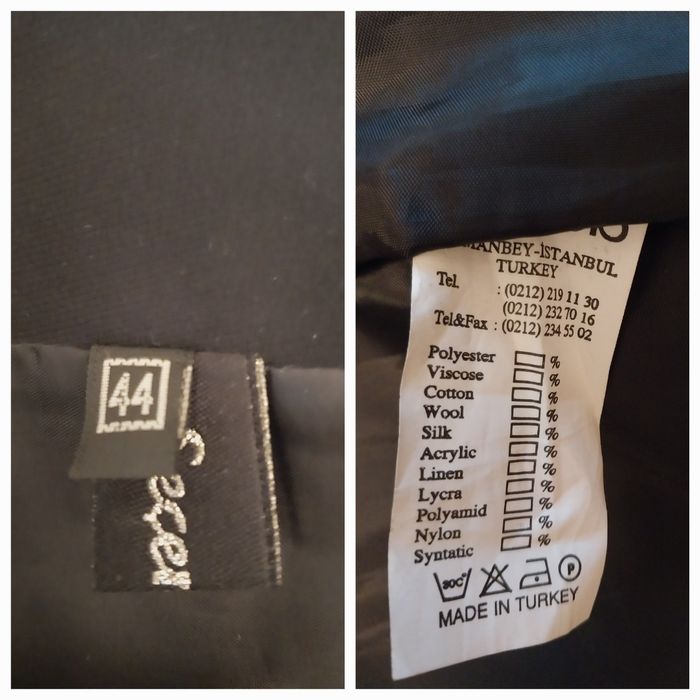 44
MANBEY-İSTANBUL
TURKEY
Tel. : (0212) 219 11 30
(0212) 232 70 16
Tel&Fax : (0212) 234 55 02
Polyester %
Viscose %
Cotton %
Wool %
Silk %
Acrylic %
Linen %
Lycra %
Polyamid %
Nylon %
Syntatic %
30C° P
MADE IN TURKEY